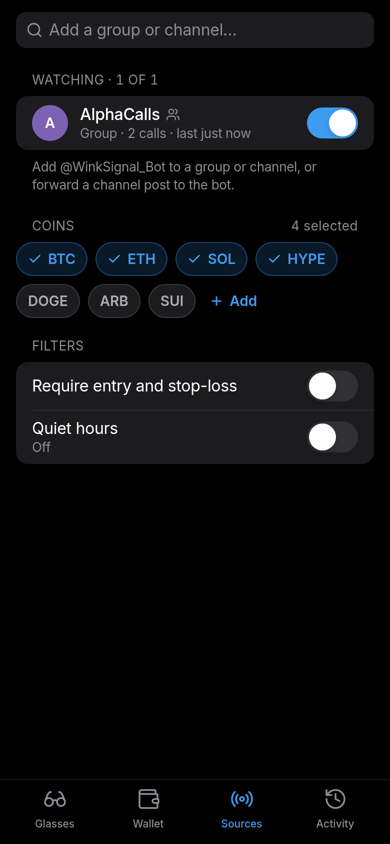 Add a group or channel...
WATCHING · 1 OF 1
A
AlphaCalls
Group · 2 calls · last just now
Add @WinkSignal_Bot to a group or channel, or
forward a channel post to the bot.
COINS
4 selected
BTC
ETH
SOL
HYPE
DOGE
ARB
SUI
+ Add
FILTERS
Require entry and stop-loss
Quiet hours
Off
Glasses
Wallet
Sources
Activity